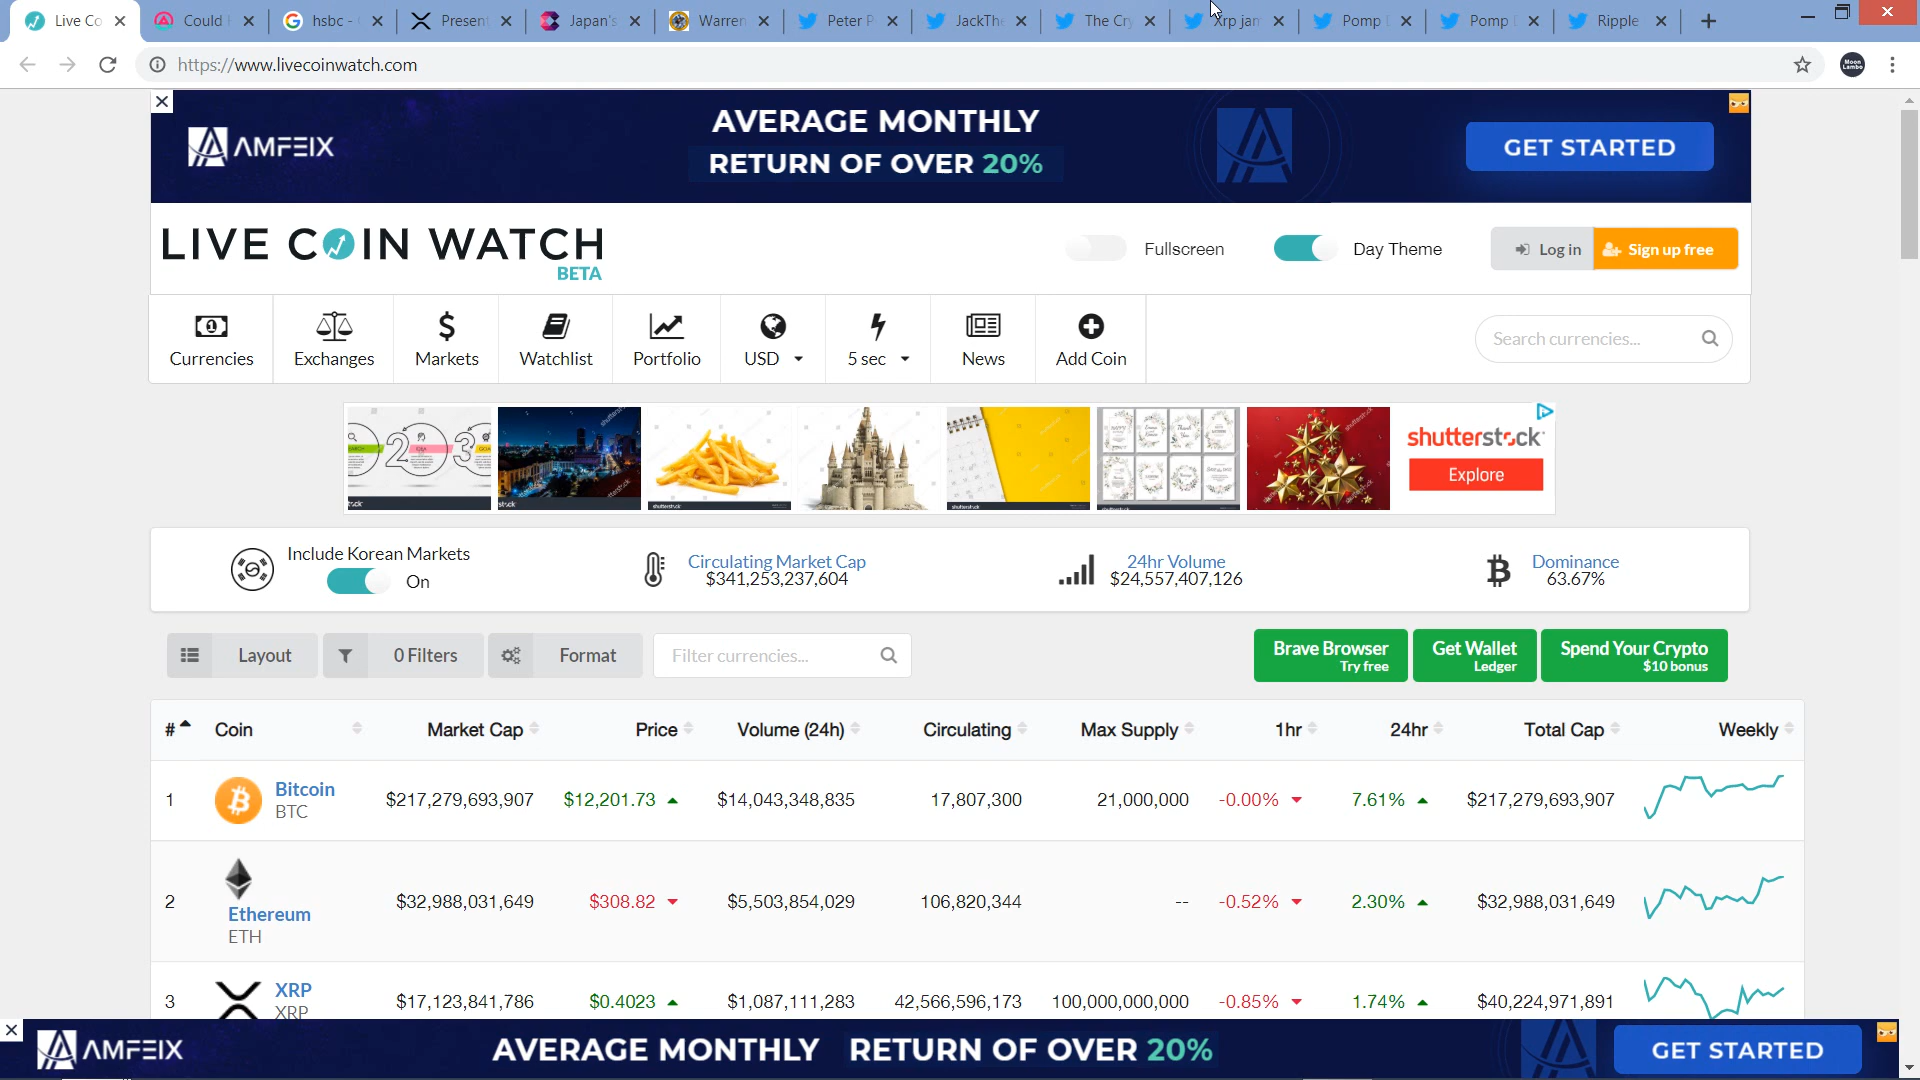 Live Co
Could
hsbc -
Present
Japan's
Warren
Peter P
JackThe
The Cry
Xrp jam
Pomp
Pomp
Ripple
https://www.livecoinwatch.com
Moon Lambo
AMFEIX
AVERAGE MONTHLY
RETURN OF OVER 20%
GET STARTED
LIVE COIN WATCH
BETA
Fullscreen
Day Theme
Log in
Sign up free
Currencies
Exchanges
Markets
Watchlist
Portfolio
USD
5 sec
News
Add Coin
Search currencies...
shutterstock
Explore
Include Korean Markets
On
Circulating Market Cap
$341,253,237,604
24hr Volume
$24,557,407,126
Dominance
63.67%
Layout
0 Filters
Format
Filter currencies...
Brave Browser
Try free
Get Wallet
Ledger
Spend Your Crypto
$10 bonus
# Coin Market Cap Price Volume (24h) Circulating Max Supply 1hr 24hr Total Cap Weekly
1 Bitcoin BTC $217,279,693,907 $12,201.73 $14,043,348,835 17,807,300 21,000,000 -0.00% 7.61% $217,279,693,907
2 Ethereum ETH $32,988,031,649 $308.82 $5,503,854,029 106,820,344 -- -0.52% 2.30% $32,988,031,649
3 XRP XRP $17,123,841,786 $0.4023 $1,087,111,283 42,566,596,173 100,000,000,000 -0.85% 1.74% $40,224,971,891
AMFEIX
AVERAGE MONTHLY RETURN OF OVER 20%
GET STARTED